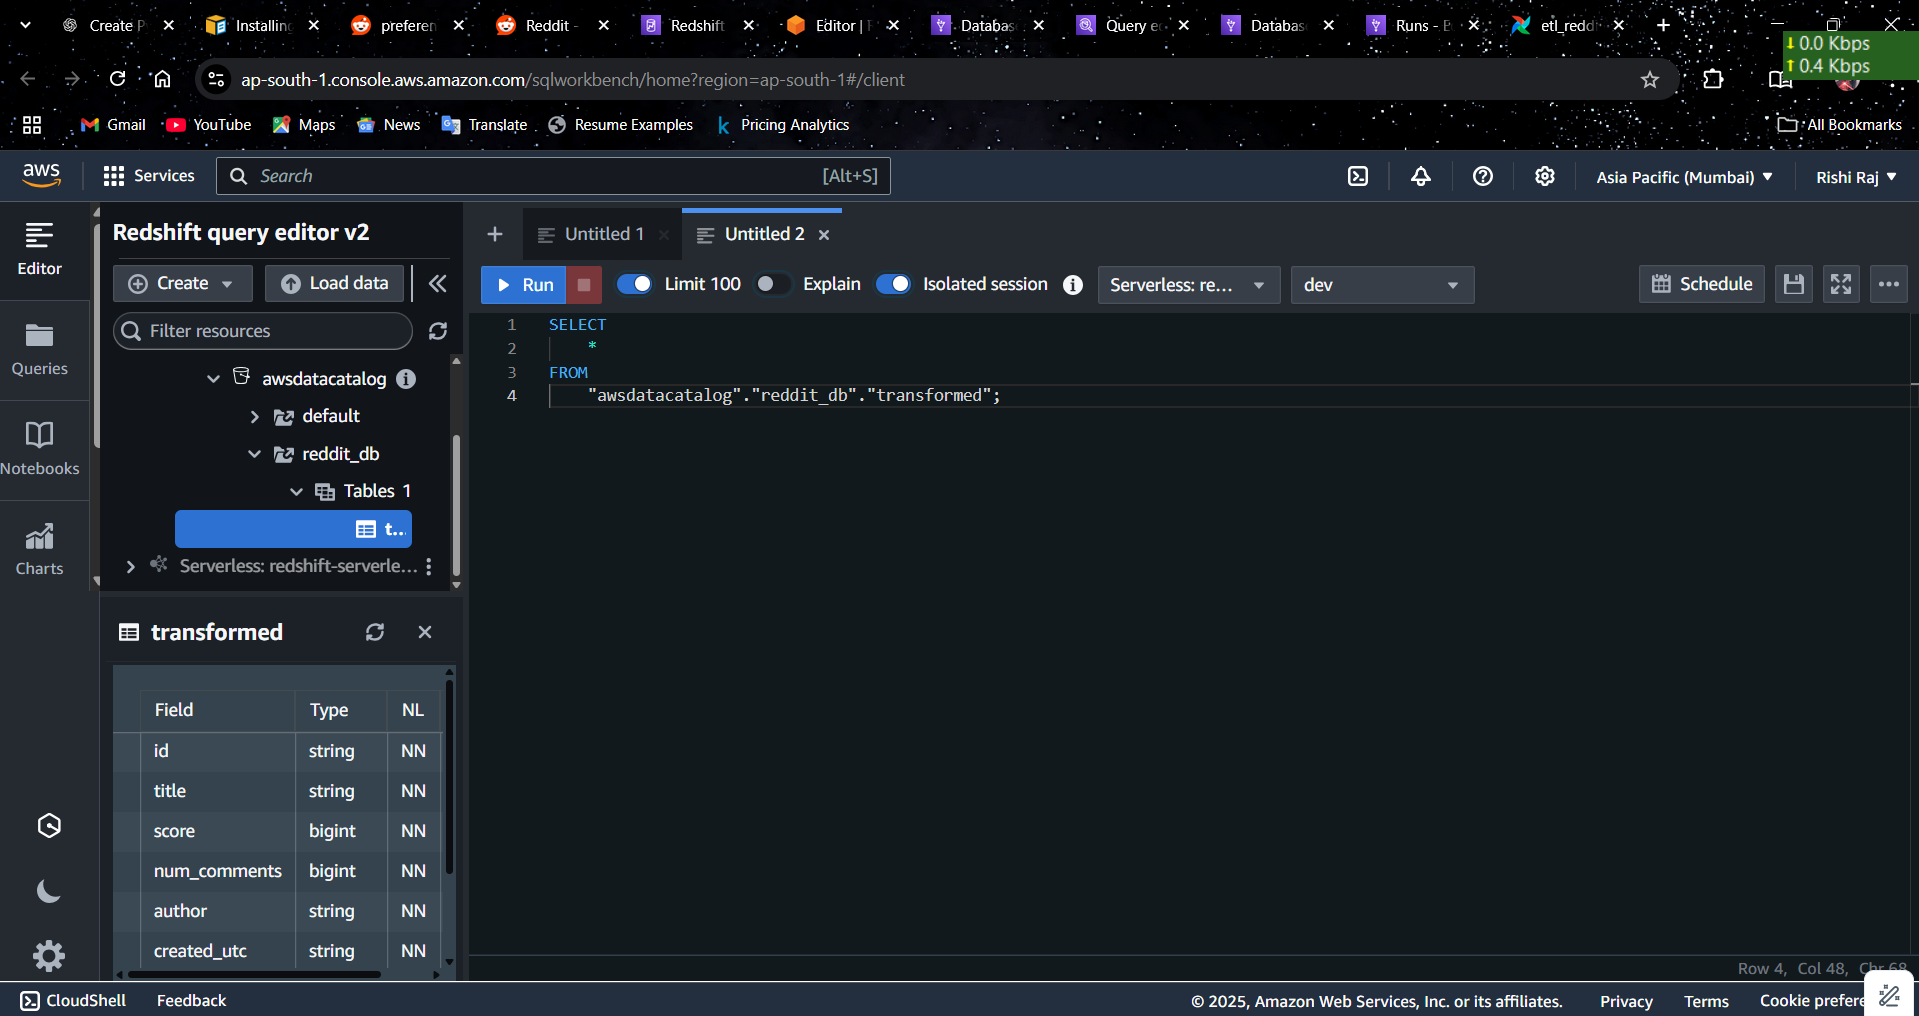 Create P
Installing
preferen
Reddit -
Redshift
Editor | F
Databas
Query ed
Databas
Runs - E
etl_reddi
0.0 Kbps
0.4 Kbps
ap-south-1.console.aws.amazon.com/sqlworkbench/home?region=ap-south-1#/client
Gmail YouTube Maps News Translate Resume Examples Pricing Analytics All Bookmarks
aws Services Search [Alt+S] Asia Pacific (Mumbai) Rishi Raj
Editor
Queries
Notebooks
Charts
Redshift query editor v2
Create Load data
Filter resources
awsdatacatalog
default
reddit_db
Tables 1
t...
Serverless: redshift-serverle...
transformed
Field Type NL
id string NN
title string NN
score bigint NN
num_comments bigint NN
author string NN
created_utc string NN
Untitled 1 Untitled 2
Run Limit 100 Explain Isolated session Serverless: re... dev Schedule
1 SELECT
2 *
3 FROM
4 "awsdatacatalog"."reddit_db"."transformed";
Row 4, Col 48, Chr 68
CloudShell Feedback © 2025, Amazon Web Services, Inc. or its affiliates. Privacy Terms Cookie prefere